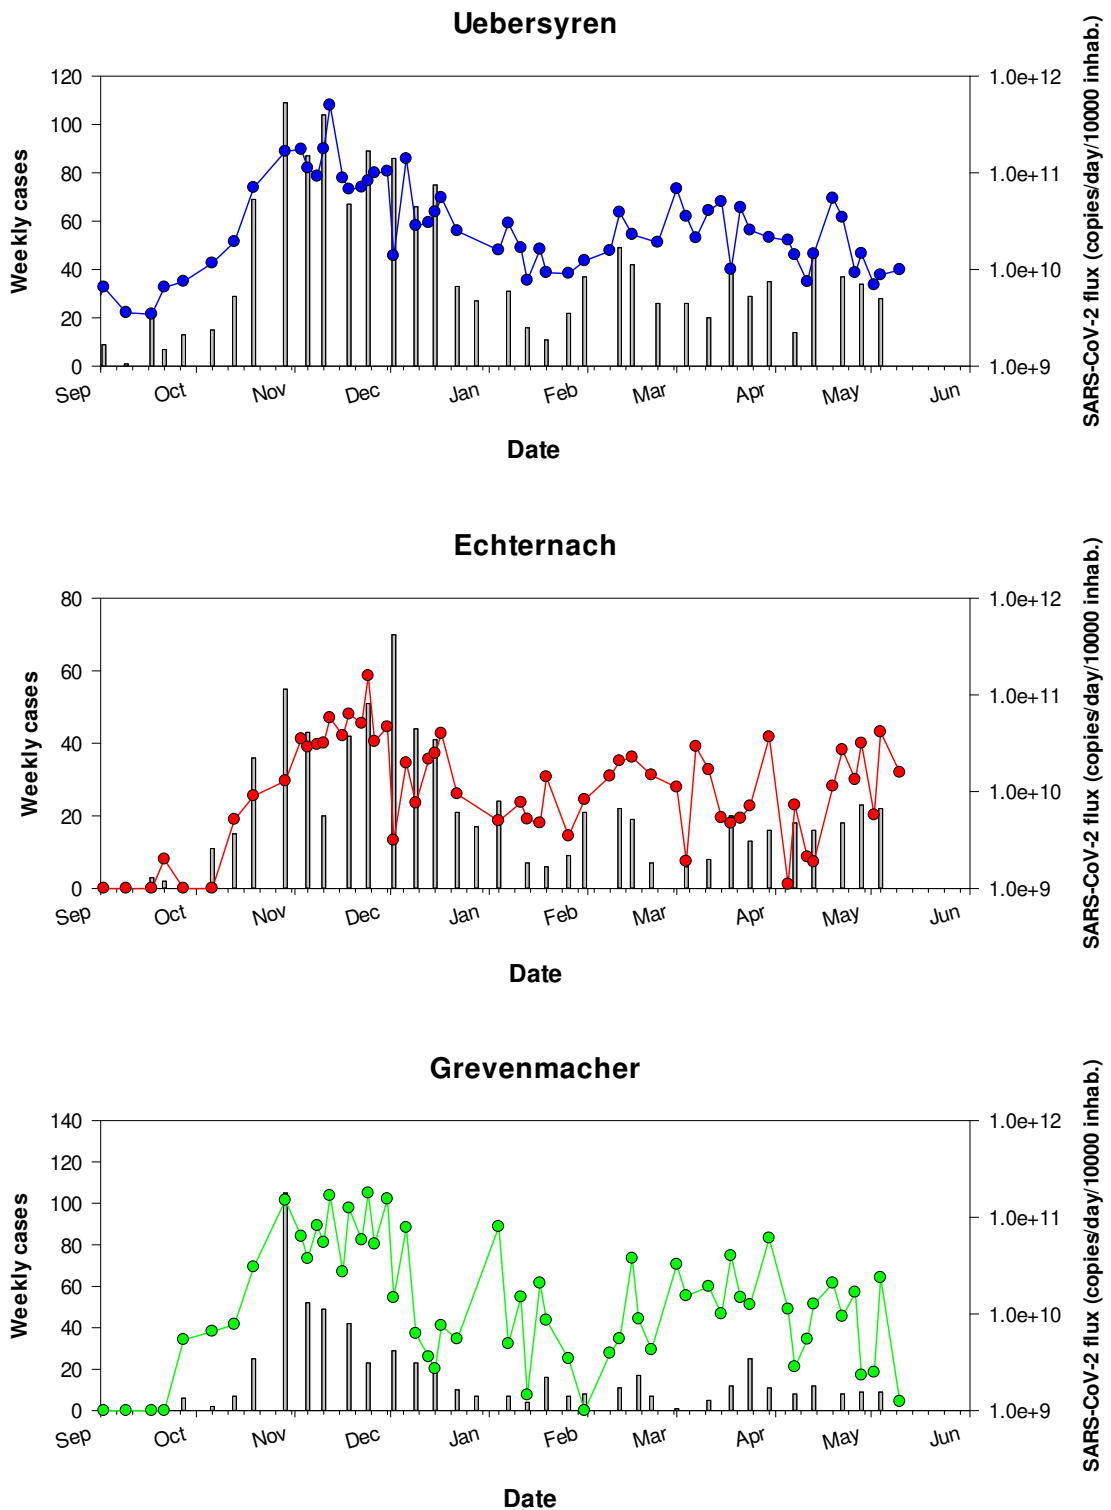 Uebersyren
Weekly cases
SARS-CoV-2 flux (copies/day/10000 inhab.)
120
100
80
60
40
20
0
1.0e+12
1.0e+11
1.0e+10
1.0e+9
Sep
Oct
Nov
Dec
Jan
Feb
Mar
Apr
May
Jun
Date
Echternach
Weekly cases
SARS-CoV-2 flux (copies/day/10000 inhab.)
80
60
40
20
0
1.0e+12
1.0e+11
1.0e+10
1.0e+9
Sep
Oct
Nov
Dec
Jan
Feb
Mar
Apr
May
Jun
Date
Grevenmacher
Weekly cases
SARS-CoV-2 flux (copies/day/10000 inhab.)
140
120
100
80
60
40
20
0
1.0e+12
1.0e+11
1.0e+10
1.0e+9
Sep
Oct
Nov
Dec
Jan
Feb
Mar
Apr
May
Jun
Date